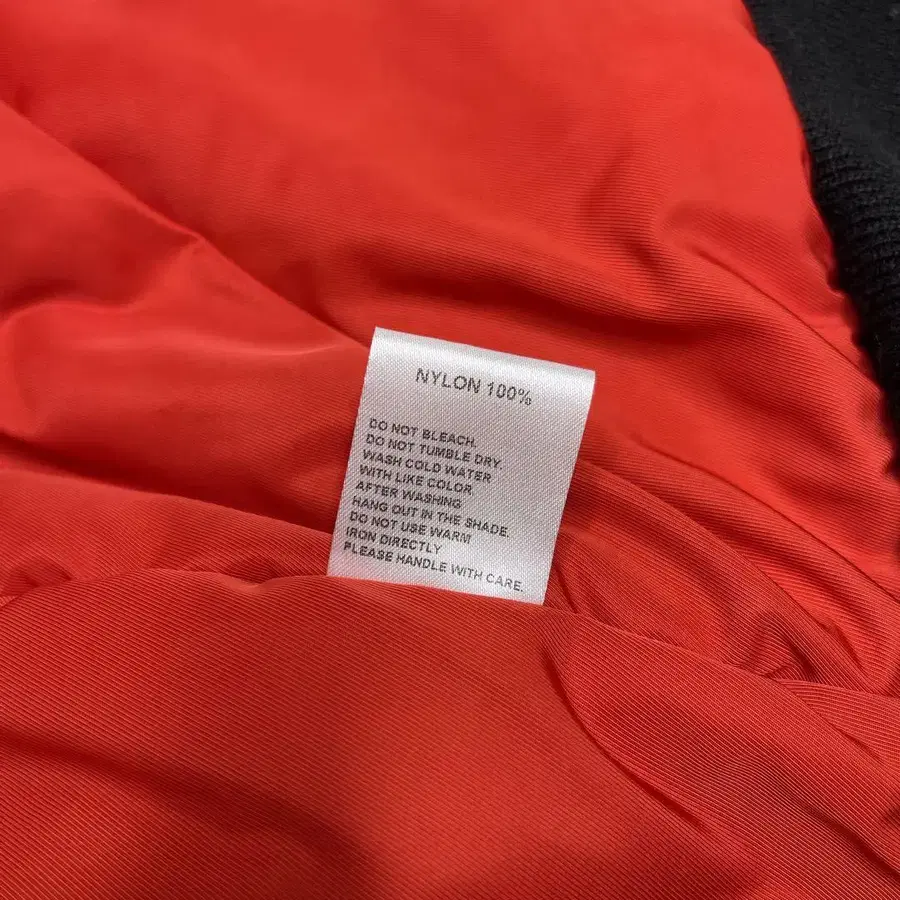 NYLON 100%
DO NOT BLEACH.
DO NOT TUMBLE DRY.
WASH COLD WATER
WITH LIKE COLOR.
AFTER WASHING
HANG OUT IN THE SHADE.
DO NOT USE WARM
IRON DIRECTLY
PLEASE HANDLE WITH CARE.